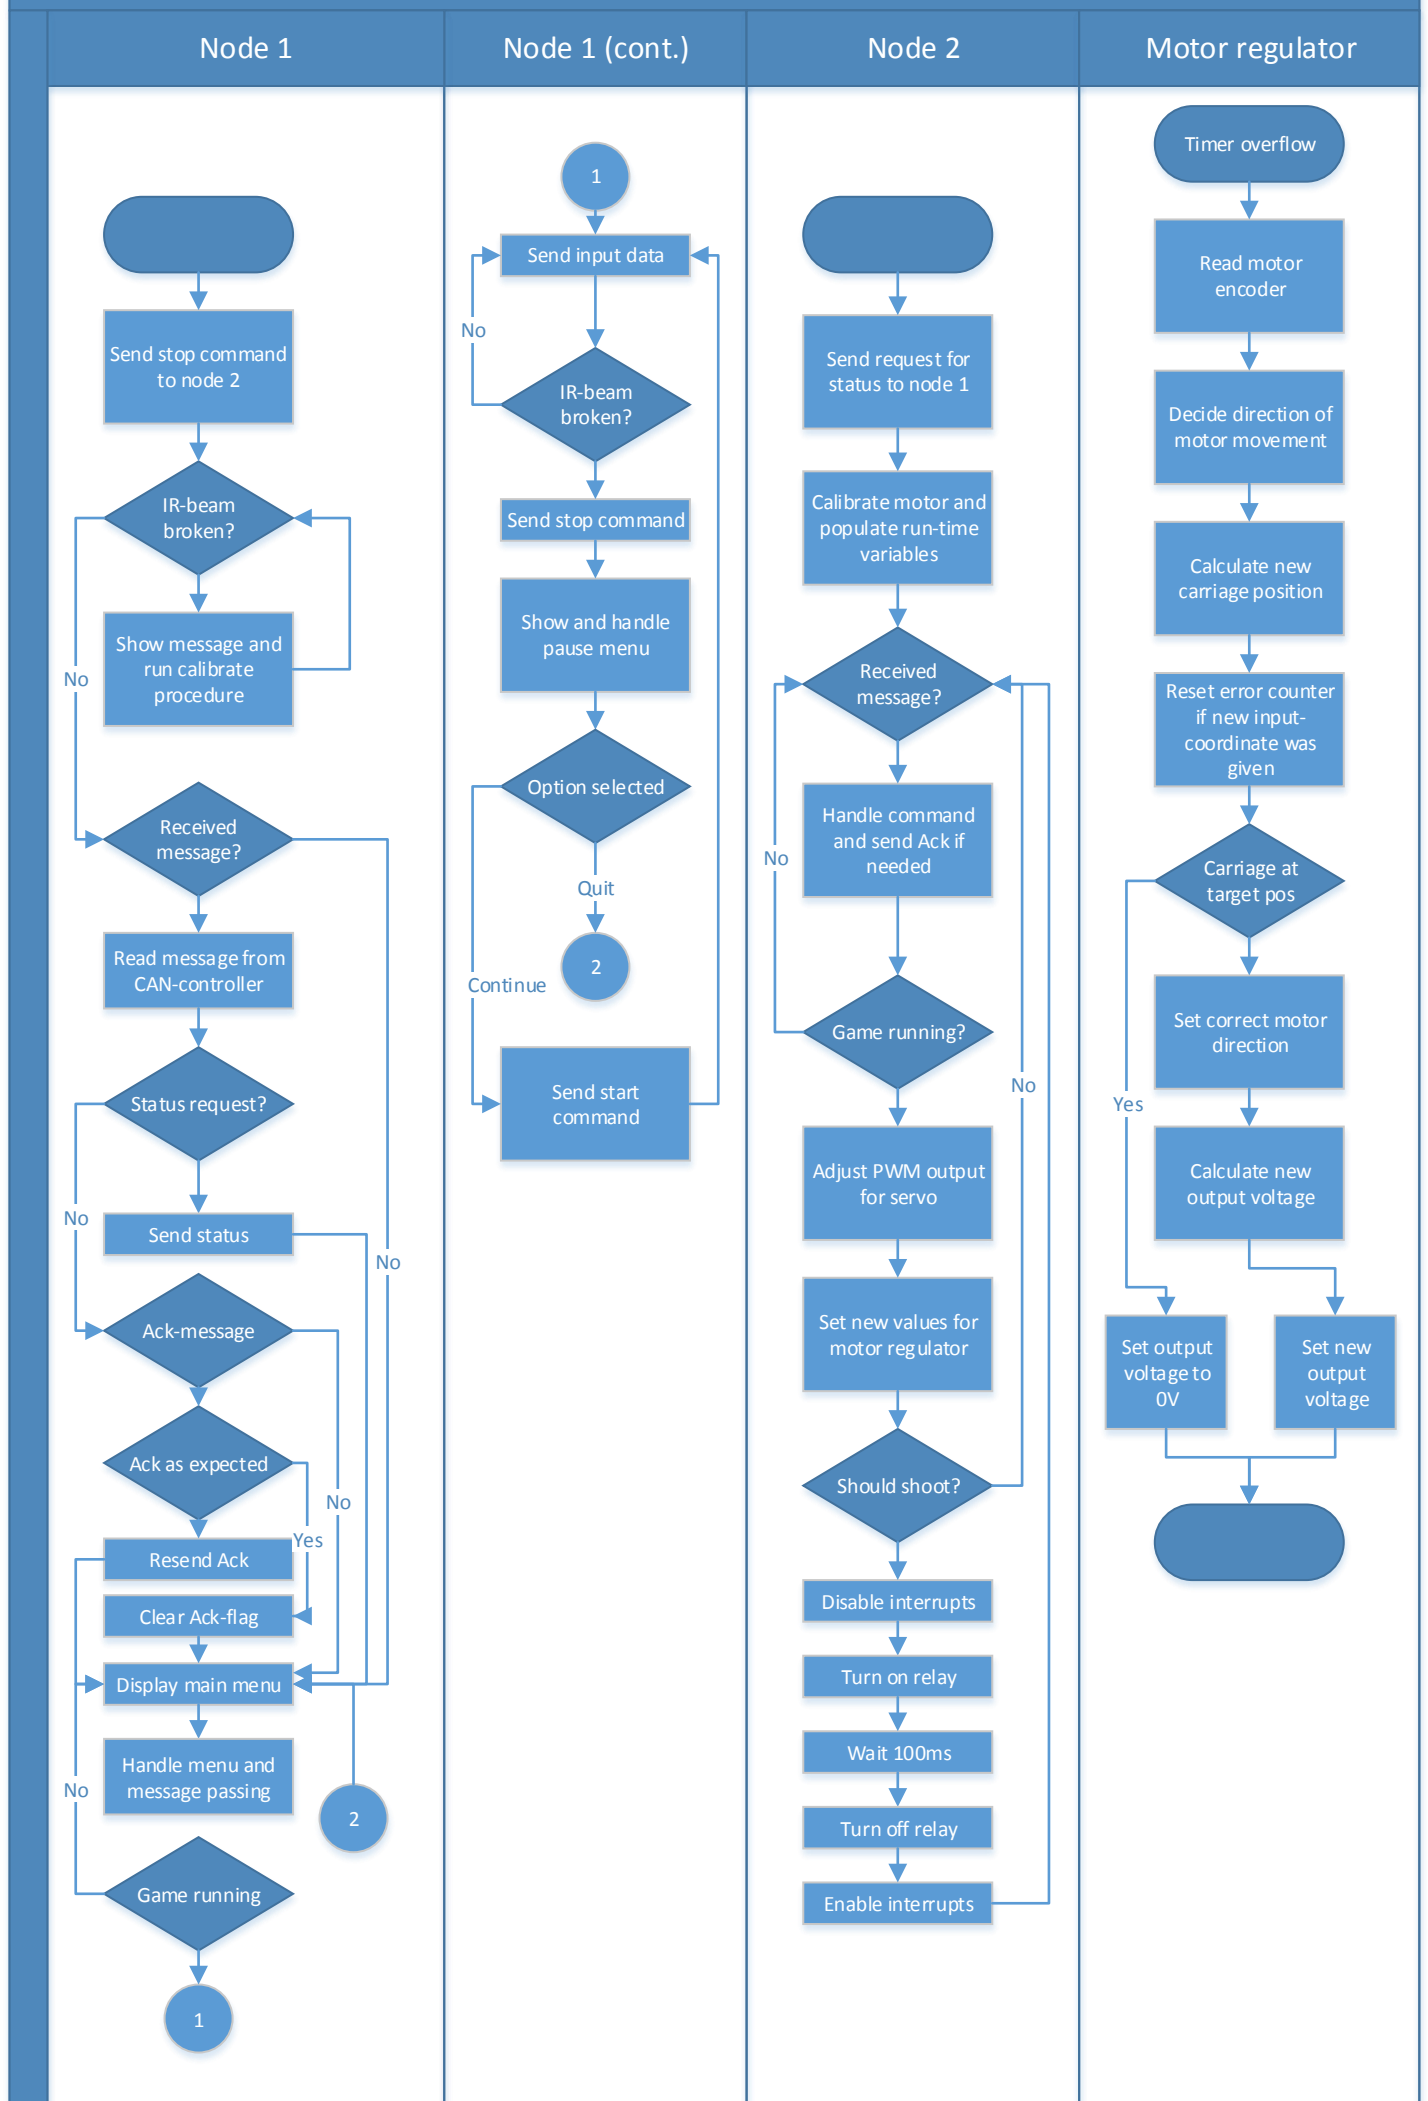 Node 1
Node 1 (cont.)
Node 2
Motor regulator
Send stop command
to node 2
IR-beam
broken?
Show message and
run calibrate
procedure
No
Received
message?
Read message from
CAN-controller
Status request?
No
Send status
No
Ack-message
Ack as expected
No
Yes
Resend Ack
Clear Ack-flag
Display main menu
Handle menu and
message passing
No
2
Game running
1
1
Send input data
No
IR-beam
broken?
Send stop command
Show and handle
pause menu
Option selected
Quit
2
Continue
Send start
command
Send request for
status to node 1
Calibrate motor and
populate run-time
variables
Received
message?
Handle command
and send Ack if
needed
No
Game running?
No
Adjust PWM output
for servo
Set new values for
motor regulator
Should shoot?
Disable interrupts
Turn on relay
Wait 100ms
Turn off relay
Enable interrupts
Timer overflow
Read motor
encoder
Decide direction of
motor movement
Calculate new
carriage position
Reset error counter
if new input-
coordinate was
given
Carriage at
target pos
Set correct motor
direction
Yes
Calculate new
output voltage
Set output
voltage to
0V
Set new
output
voltage